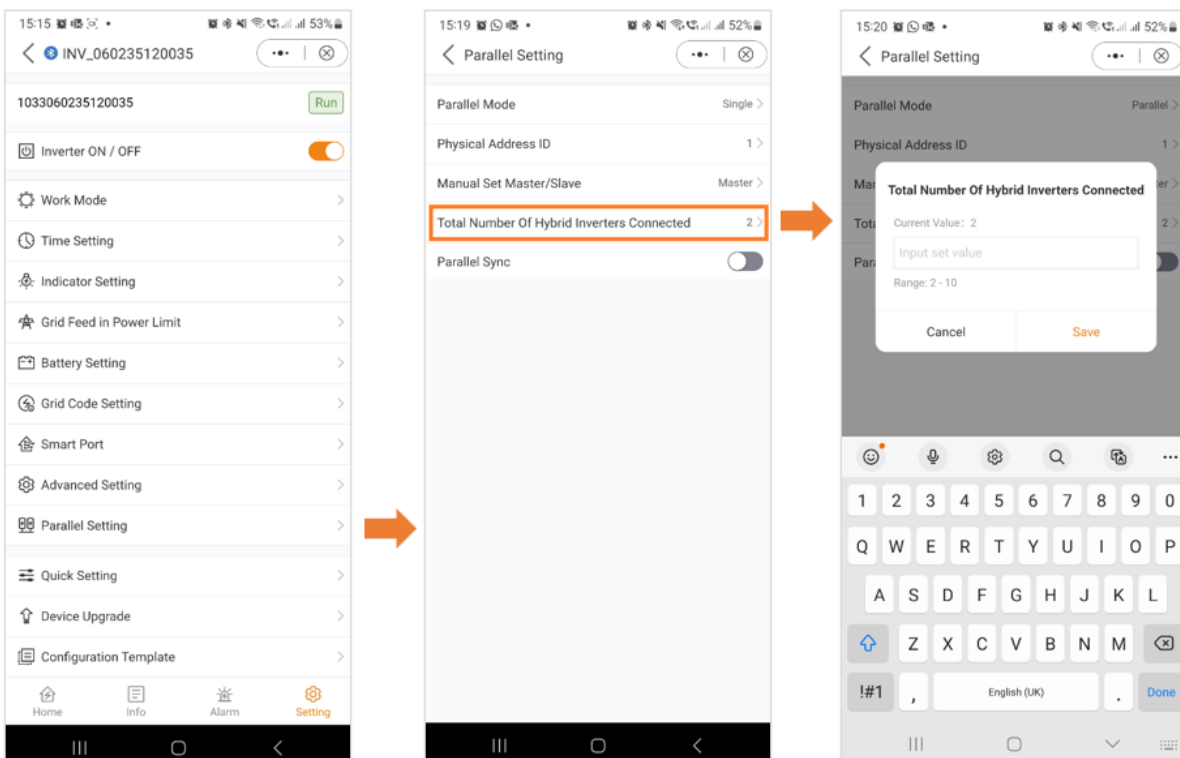 15:15 53%
INV_060235120035
1033060235120035 Run
Inverter ON / OFF
Work Mode
Time Setting
Indicator Setting
Grid Feed in Power Limit
Battery Setting
Grid Code Setting
Smart Port
Advanced Setting
Parallel Setting
Quick Setting
Device Upgrade
Configuration Template
Home Info Alarm Setting
15:19 52%
Parallel Setting
Parallel Mode Single
Physical Address ID 1
Manual Set Master/Slave Master
Total Number Of Hybrid Inverters Connected 2
Parallel Sync
15:20 52%
Parallel Setting
Parallel Mode Parallel
Physical Address ID 1
Total Number Of Hybrid Inverters Connected
Current Value: 2
Input set value
Range: 2 - 10
Cancel Save
2
1 2 3 4 5 6 7 8 9 0
Q W E R T Y U I O P
A S D F G H J K L
Z X C V B N M
!#1 , English (UK) . Done